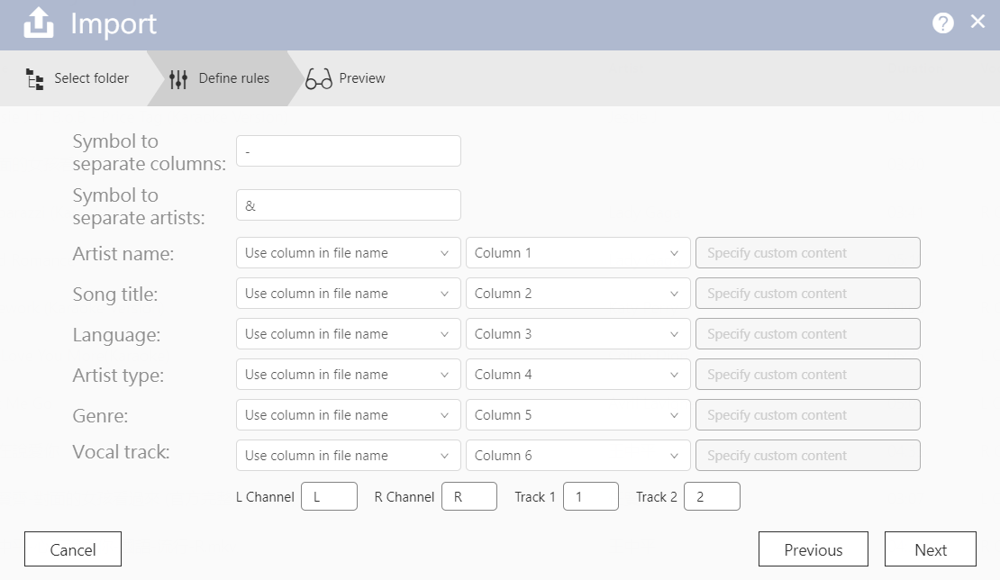 Import
?
Select folder
Define rules
Preview
Symbol to
separate columns:
-
Symbol to
separate artists:
&
Artist name:
Use column in file name
Column 1
Specify custom content
Song title:
Use column in file name
Column 2
Specify custom content
Language:
Use column in file name
Column 3
Specify custom content
Artist type:
Use column in file name
Column 4
Specify custom content
Genre:
Use column in file name
Column 5
Specify custom content
Vocal track:
Use column in file name
Column 6
Specify custom content
L Channel L R Channel R Track 1 1 Track 2 2
Cancel
Previous
Next